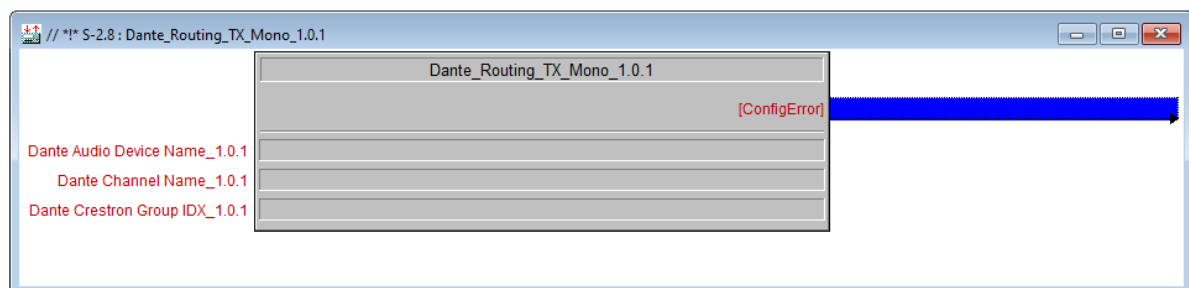 // *!* S-2.8 : Dante_Routing_TX_Mono_1.0.1
Dante_Routing_TX_Mono_1.0.1
[ConfigError]
Dante Audio Device Name_1.0.1
Dante Channel Name_1.0.1
Dante Crestron Group IDX_1.0.1